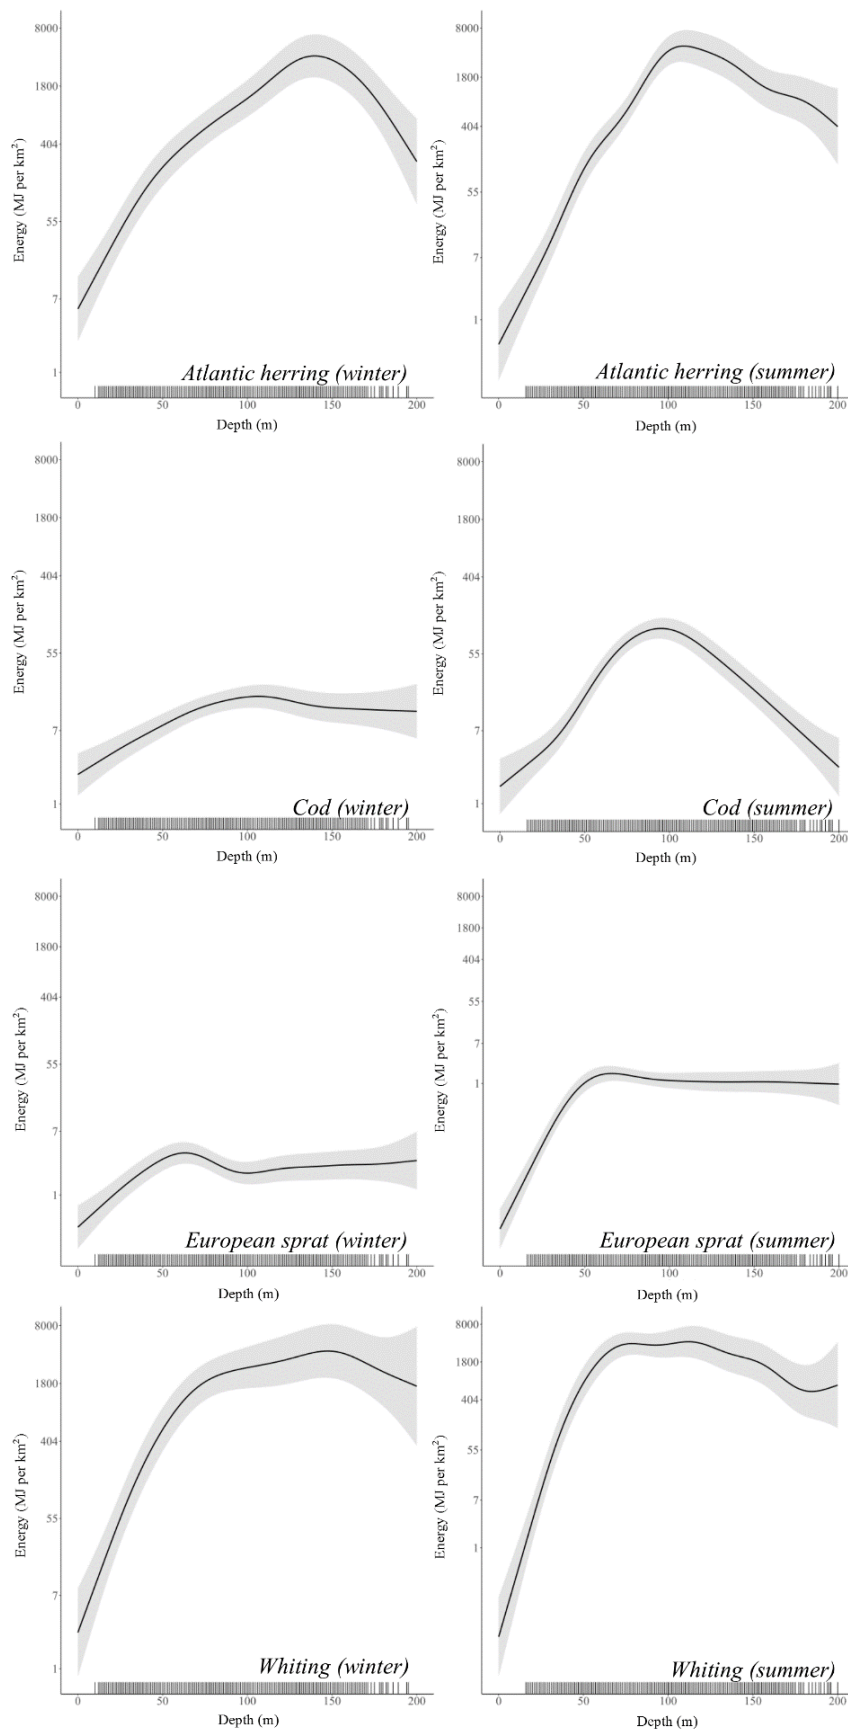 8000
1800
404
55
7
1
Energy (MJ per km²)
Atlantic herring (winter)
0 50 100 150 200
Depth (m)
8000
1800
404
55
7
1
Energy (MJ per km²)
Atlantic herring (summer)
0 50 100 150 200
Depth (m)
8000
1800
404
55
7
1
Energy (MJ per km²)
Cod (winter)
0 50 100 150 200
Depth (m)
8000
1800
404
55
7
1
Energy (MJ per km²)
Cod (summer)
0 50 100 150 200
Depth (m)
8000
1800
404
55
7
1
Energy (MJ per km²)
European sprat (winter)
0 50 100 150 200
Depth (m)
8000
1800
404
55
7
1
Energy (MJ per km²)
European sprat (summer)
0 50 100 150 200
Depth (m)
8000
1800
404
55
7
1
Energy (MJ per km²)
Whiting (winter)
0 50 100 150 200
Depth (m)
8000
1800
404
55
7
1
Energy (MJ per km²)
Whiting (summer)
0 50 100 150 200
Depth (m)